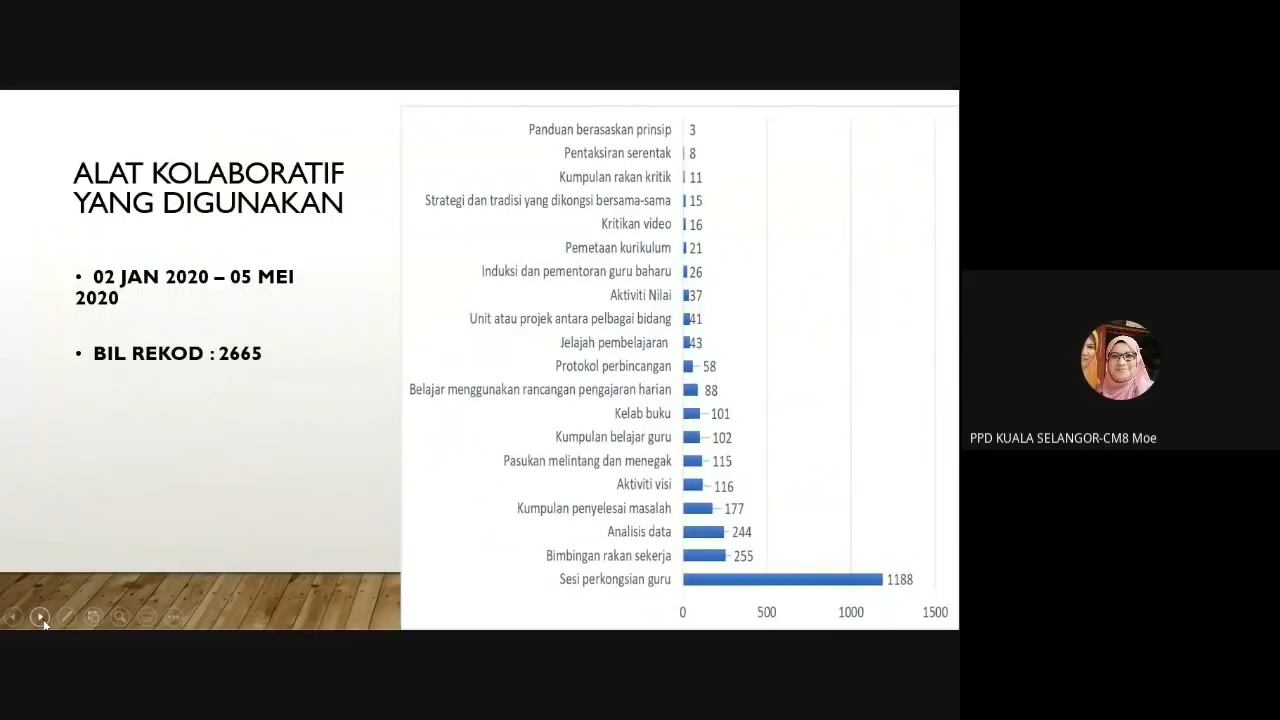 ALAT KOLABORATIF
YANG DIGUNAKAN
• 02 JAN 2020 – 05 MEI
2020
• BIL REKOD : 2665
Panduan berasaskan prinsip 3
Pentaksiran serentak 8
Kumpulan rakan kritik 11
Strategi dan tradisi yang dikongsi bersama-sama 15
Kritikan video 16
Pemetaan kurikulum 21
Induksi dan pementoran guru baharu 26
Aktiviti Nilai 37
Unit atau projek antara pelbagai bidang 41
Jelajah pembelajaran 43
Protokol perbincangan 58
Belajar menggunakan rancangan pengajaran harian 88
Kelab buku 101
Kumpulan belajar guru 102
Pasukan melintang dan menegak 115
Aktiviti visi 116
Kumpulan penyelesai masalah 177
Analisis data 244
Bimbingan rakan sekerja 255
Sesi perkongsian guru 1188
0 500 1000 1500
PPD KUALA SELANGOR-CM8 Moe